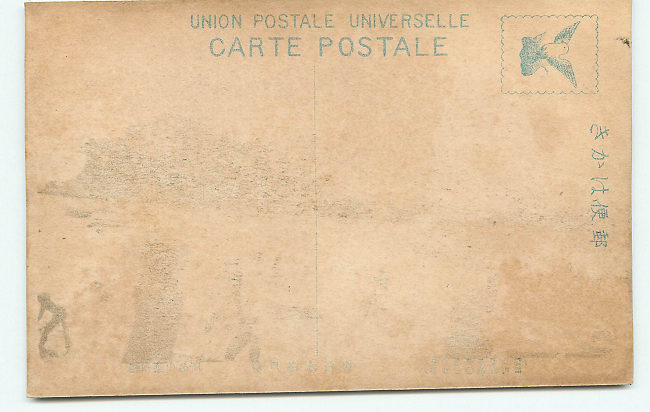 UNION POSTALE UNIVERSELLE
CARTE POSTALE
きかは便郵